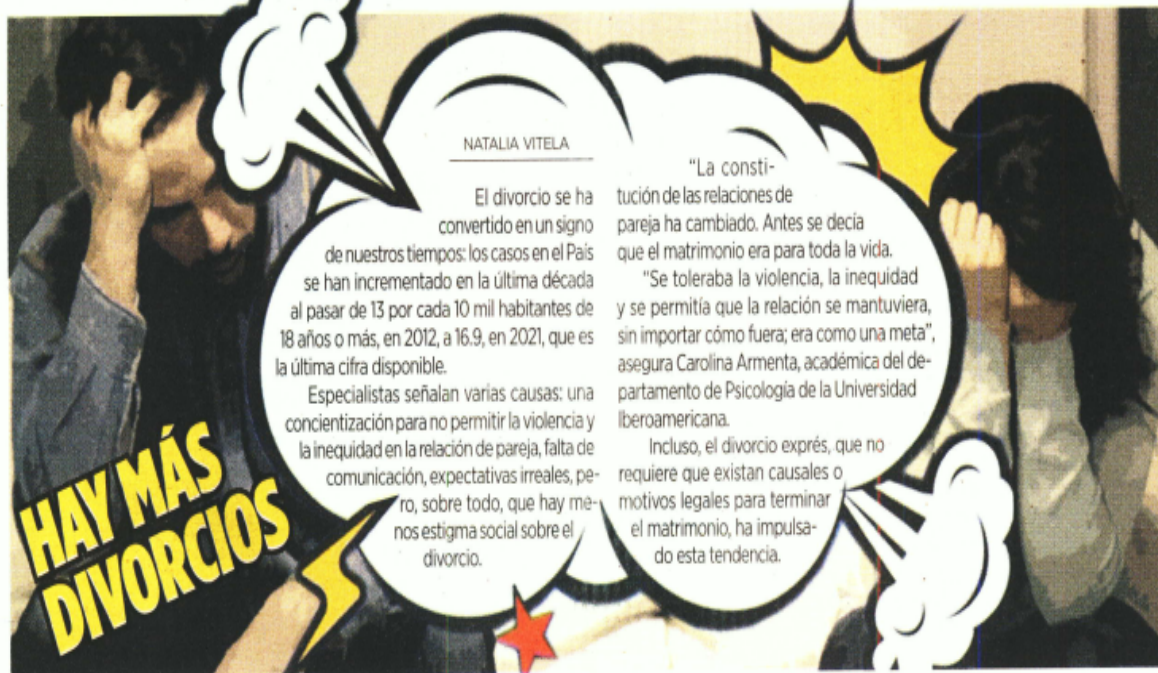 HAY MÁS
DIVORCIOS
NATALIA VITELA
El divorcio se ha
convertido en un signo
de nuestros tiempos: los casos en el País
se han incrementado en la última década
al pasar de 13 por cada 10 mil habitantes de
18 años o más, en 2012, a 16.9, en 2021, que es
la última cifra disponible.
Especialistas señalan varias causas: una
concientización para no permitir la violencia y
la inequidad en la relación de pareja, falta de
comunicación, expectativas irreales, pe-
ro, sobre todo, que hay me-
nos estigma social sobre el
divorcio.
"La consti-
tución de las relaciones de
pareja ha cambiado. Antes se decía
que el matrimonio era para toda la vida.
"Se toleraba la violencia, la inequidad
y se permitía que la relación se mantuviera,
sin importar cómo fuera; era como una meta",
asegura Carolina Armenta, académica del de-
partamento de Psicología de la Universidad
Iberoamericana.
Incluso, el divorcio exprés, que no
requiere que existan causales o
motivos legales para terminar
el matrimonio, ha impulsa-
do esta tendencia.